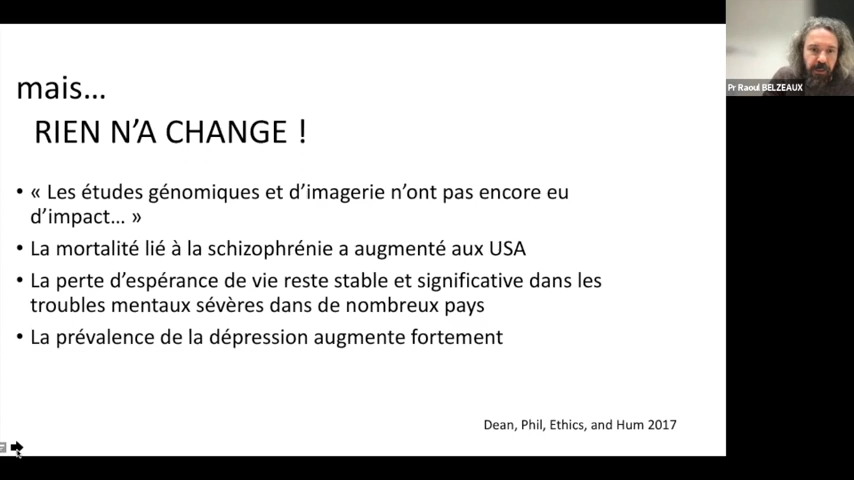 Pr Raoul BELZEAUX
mais...
RIEN N'A CHANGE !
• « Les études génomiques et d'imagerie n'ont pas encore eu
d'impact... »
• La mortalité lié à la schizophrénie a augmenté aux USA
• La perte d'espérance de vie reste stable et significative dans les
troubles mentaux sévères dans de nombreux pays
• La prévalence de la dépression augmente fortement
Dean, Phil, Ethics, and Hum 2017